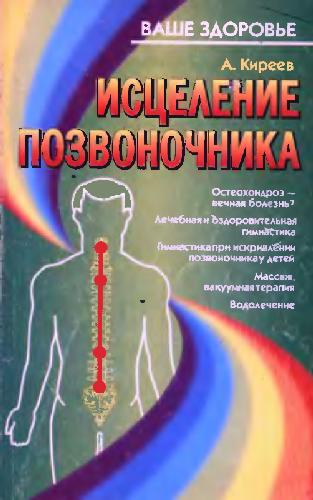 ВАШЕ ЗДОРОВЬЕ
А. Киреев
ИСЦЕЛЕНИЕ
ПОЗВОНОЧНИКА
Остеохондроз –
вечная болезнь?
Лечебная и оздоровительная
гимнастика
Гимнастика при искривлении
позвоночника у детей
Массаж,
вакуумная терапия
Водолечение